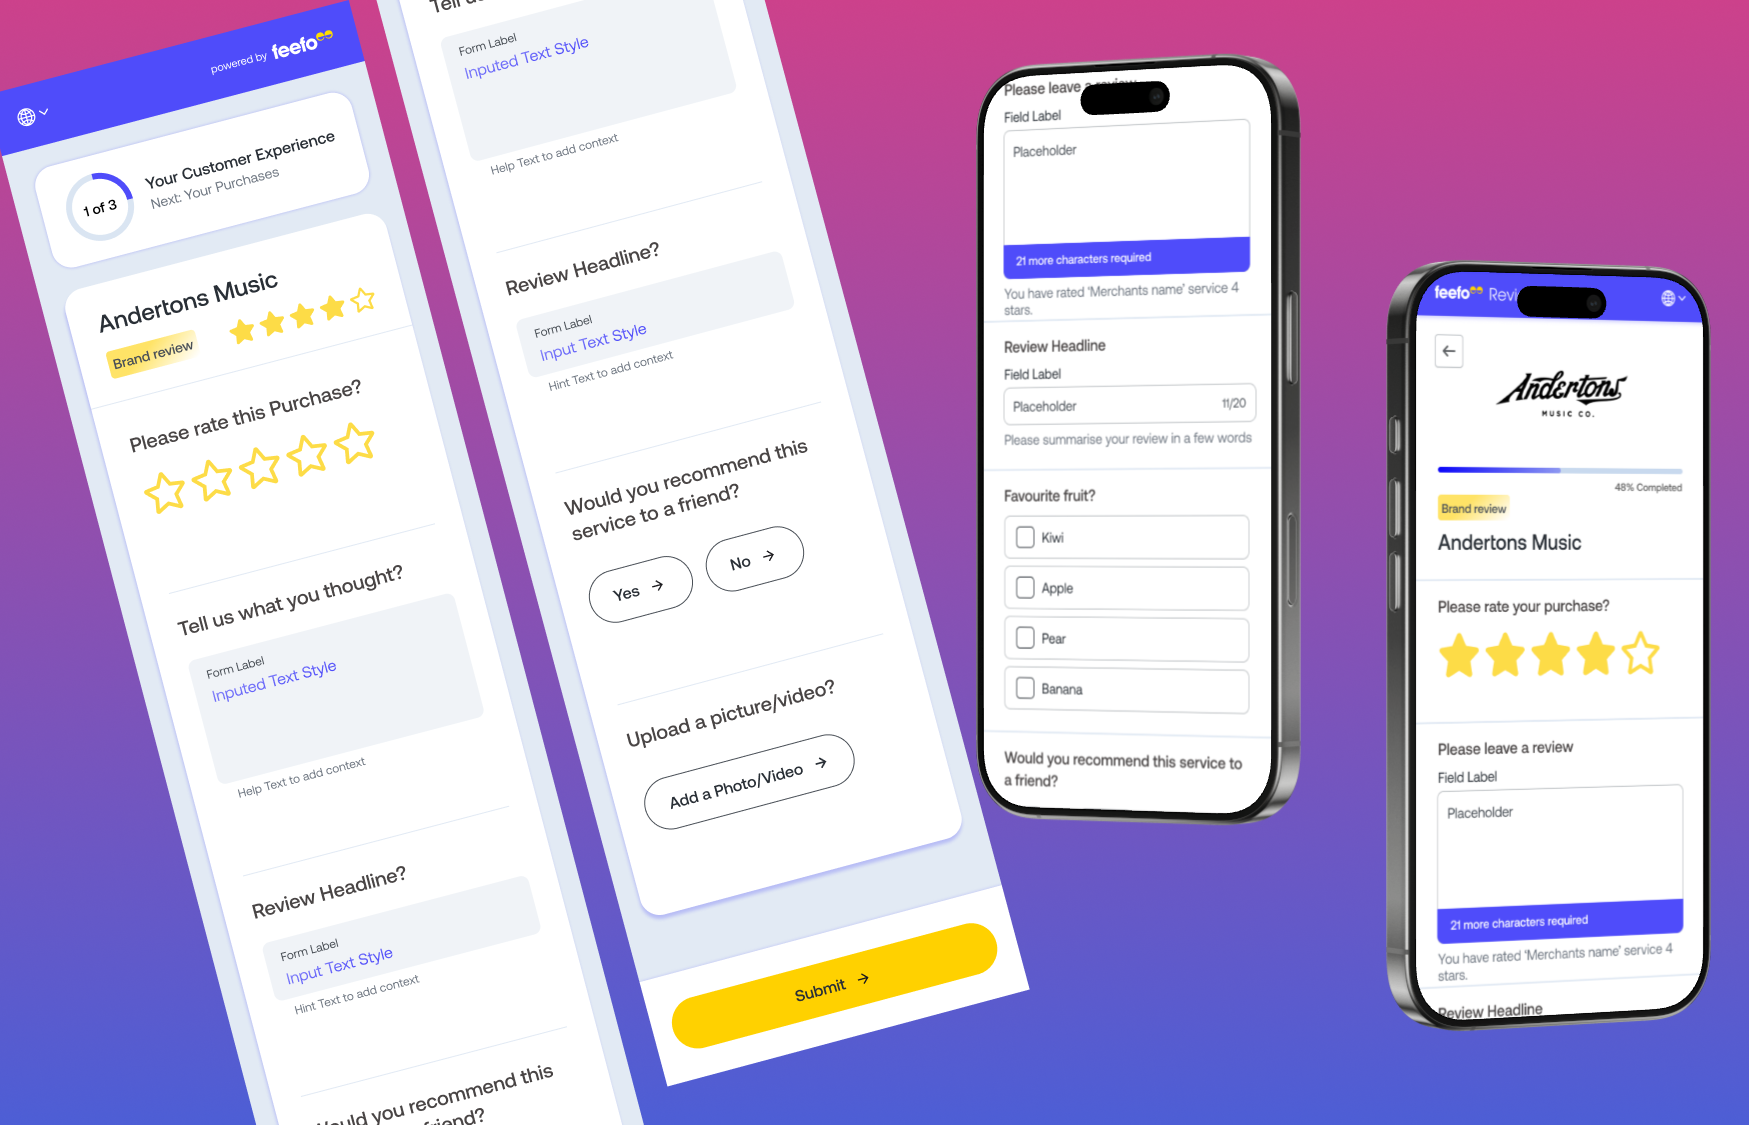 powered by feefo
1 of 3
Your Customer Experience
Next: Your Purchases
Andertons Music
Brand review
Please rate this Purchase?
Tell us what you thought?
Form Label
Inputed Text Style
Help Text to add context
Review Headline?
Form Label
Input Text Style
Hint Text to add context
Would you recommend this
friend?
Tell us
Form Label
Inputed Text Style
Help Text to add context
Review Headline?
Form Label
Input Text Style
Hint Text to add context
Would you recommend this
service to a friend?
Yes →
No →
Upload a picture/video?
Add a Photo/Video →
Submit →
Please leave a review
Field Label
Placeholder
21 more characters required
You have rated ‘Merchants name’ service 4
stars.
Review Headline
Field Label
Placeholder 11/20
Please summarise your review in a few words
Favourite fruit?
Kiwi
Apple
Pear
Banana
Would you recommend this service to
a friend?
feefo Revi
←
Andertons
MUSIC CO.
48% Completed
Brand review
Andertons Music
Please rate your purchase?
Please leave a review
Field Label
Placeholder
21 more characters required
You have rated ‘Merchants name’ service 4
stars.
Review Headline